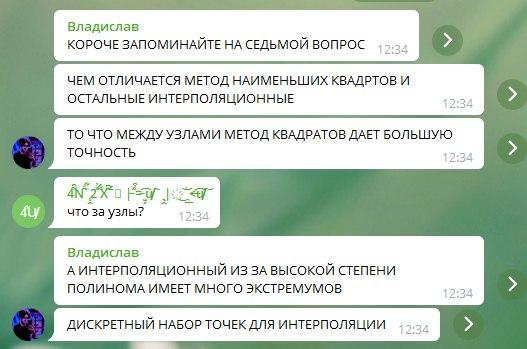 Владислав
КОРОЧЕ ЗАПОМИНАЙТЕ НА СЕДЬМОЙ ВОПРОС 12:34
ЧЕМ ОТЛИЧАЕТСЯ МЕТОД НАИМЕНЬШИХ КВАДРТОВ И
ОСТАЛЬНЫЕ ИНТЕРПОЛЯЦИОННЫЕ
12:34
ТО ЧТО МЕЖДУ УЗЛАМИ МЕТОД КВАДРАТОВ ДАЕТ БОЛЬШУЮ
ТОЧНОСТЬ
12:34
что за узлы? 12:34
Владислав
А ИНТЕРПОЛЯЦИОННЫЙ ИЗ ЗА ВЫСОКОЙ СТЕПЕНИ
ПОЛИНОМА ИМЕЕТ МНОГО ЭКСТРЕМУМОВ
12:34
ДИСКРЕТНЫЙ НАБОР ТОЧЕК ДЛЯ ИНТЕРПОЛЯЦИИ 12:34